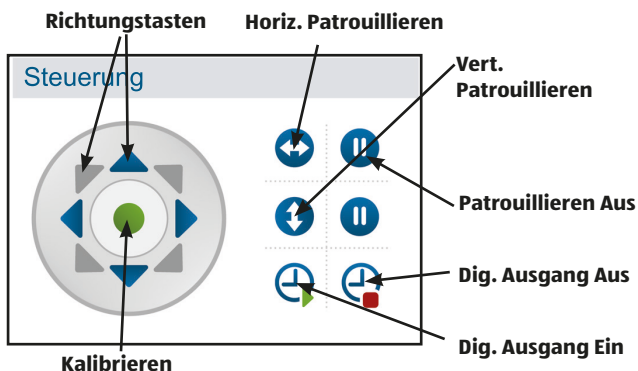 Richtungstasten
Horiz. Patrouillieren
Steuerung
Vert.
Patrouillieren
Patrouillieren Aus
Dig. Ausgang Aus
Dig. Ausgang Ein
Kalibrieren